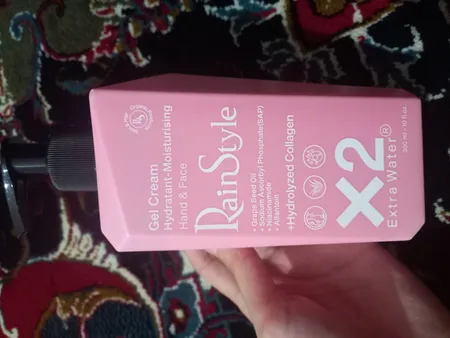 Gel Cream
Hydratant-Moisturising
Hand & Face
RainStyle
• Grape Seed Oil
• Sodium Ascorbyl Phosphate(SAP)
• Niacinamide
• Allantoin
+Hydrolyzed Collagen
X2
Extra Water®
300 ml / 10 fl.oz